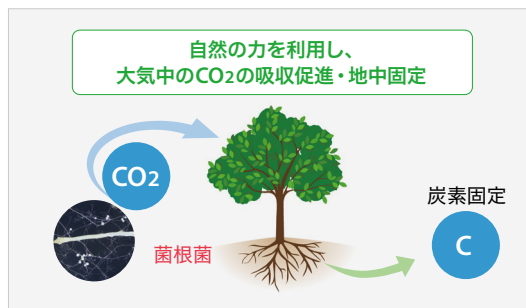 自然の力を利用し、
大気中のCO2の吸収促進・地中固定
CO2
菌根菌
炭素固定
C